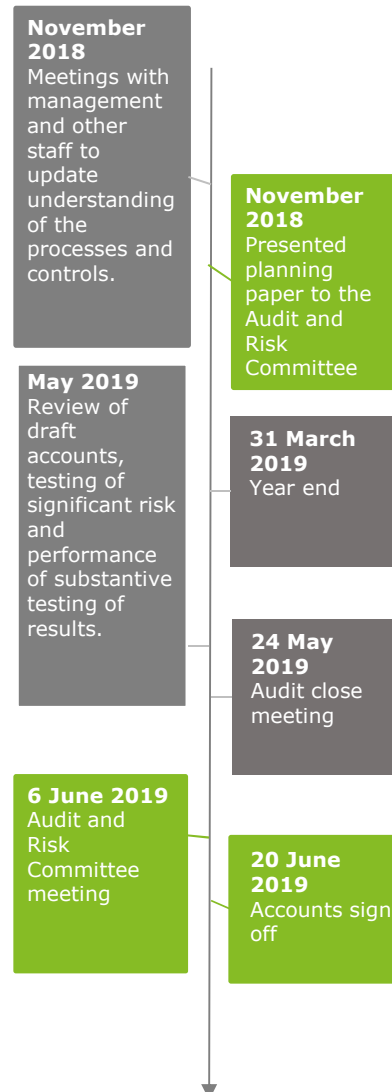 November
2018
Meetings with
management
and other
staff to
update
understanding
of the
processes and
controls.
November
2018
Presented
planning
paper to the
Audit and
Risk
Committee
May 2019
Review of
draft
accounts,
testing of
significant risk
and
performance
of substantive
testing of
results.
31 March
2019
Year end
24 May
2019
Audit close
meeting
6 June 2019
Audit and
Risk
Committee
meeting
20 June
2019
Accounts sign
off